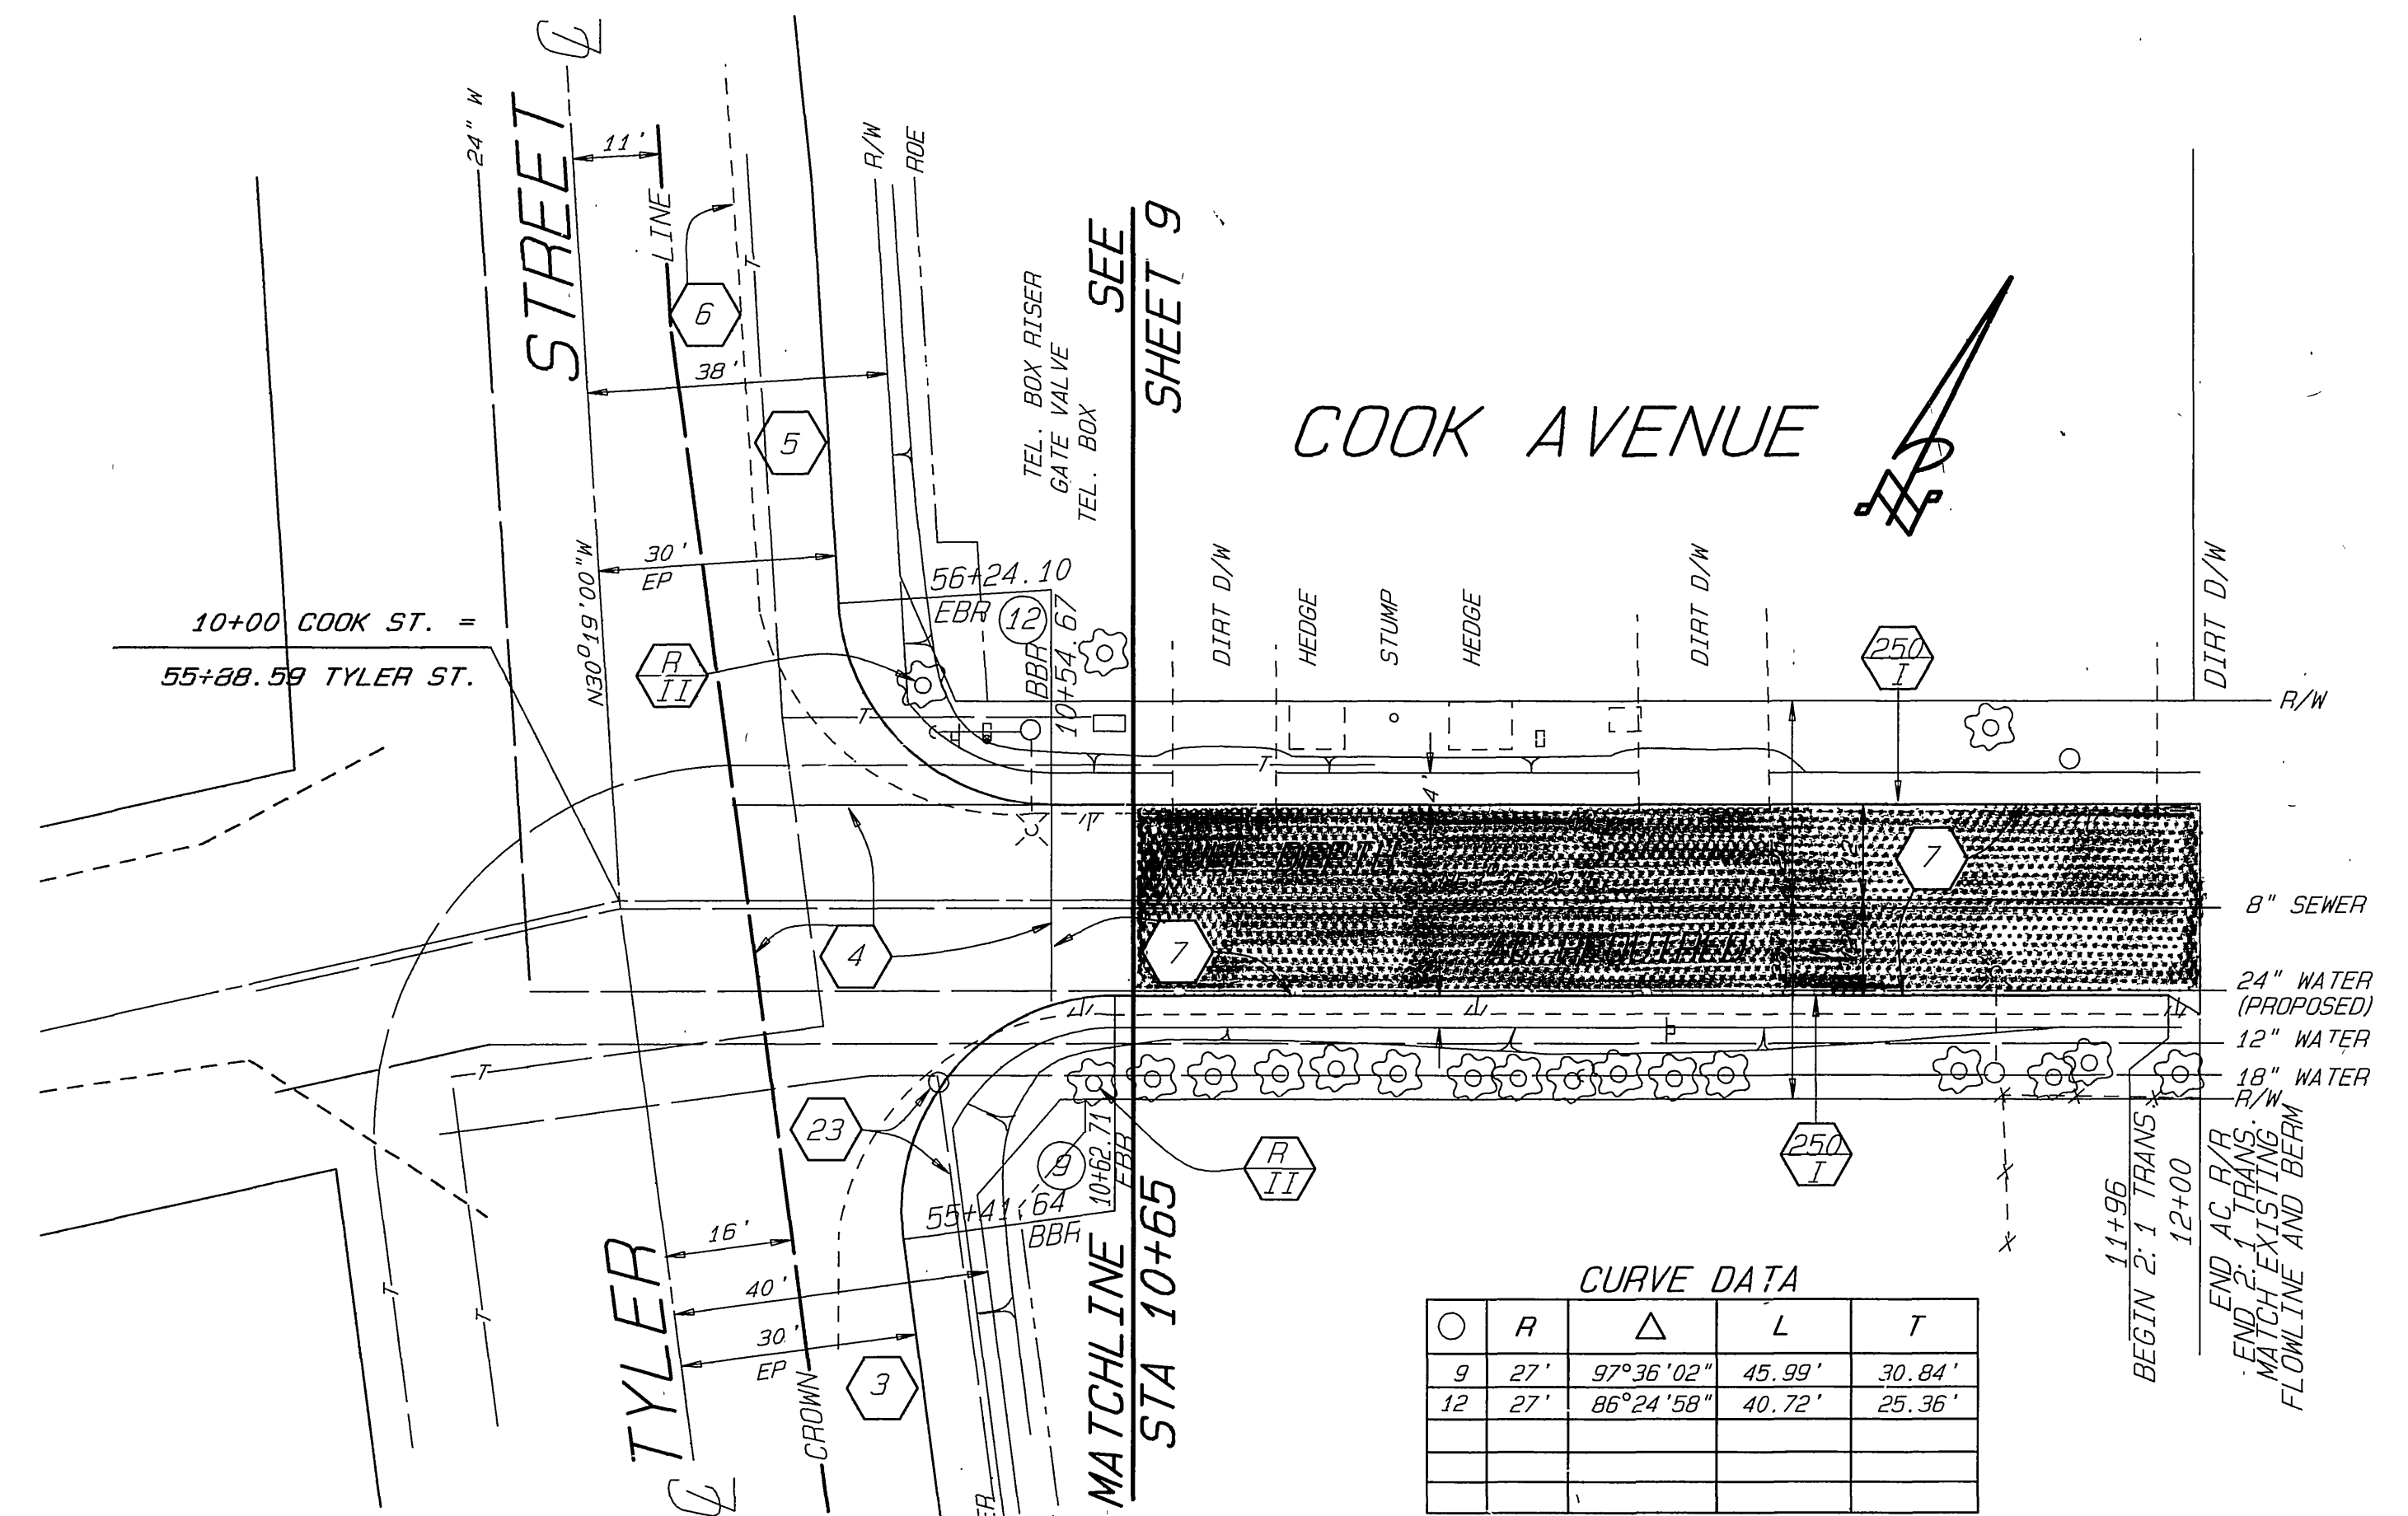 CL
STREET
24" W
11'
LINE
6
38'
5
30'
EP
R/W
ROE
N30°19'00"W
10+00 COOK ST. =
55+88.59 TYLER ST.
R
II
56+24.10
EBR
12
BBR
10+54.67
TEL. BOX RISER
GATE VALVE
TEL. BOX
SEE
SHEET 9
COOK AVENUE
DIRT D/W
HEDGE
STUMP
HEDGE
DIRT D/W
250
I
DIRT D/W
R/W
T
T
T
4'
7
7
4
AC REQUIRED
8" SEWER
24" WATER
(PROPOSED)
12" WATER
18" WATER
R/W
T
23
9
10+62.71
EBR
55+41.64
BBR
R
II
250
I
16'
40'
30'
EP
3
CROWN
T
T
TYLER
CL
MATCHLINE
STA 10+65
11+96
BEGIN 2:1 TRANS.
12+00
END AC R/R
END 2:1 TRANS.
MATCH EXISTING
FLOWLINE AND BERM
CURVE DATA
R △ L T
9 27' 97°36'02" 45.99' 30.84'
12 27' 86°24'58" 40.72' 25.36'